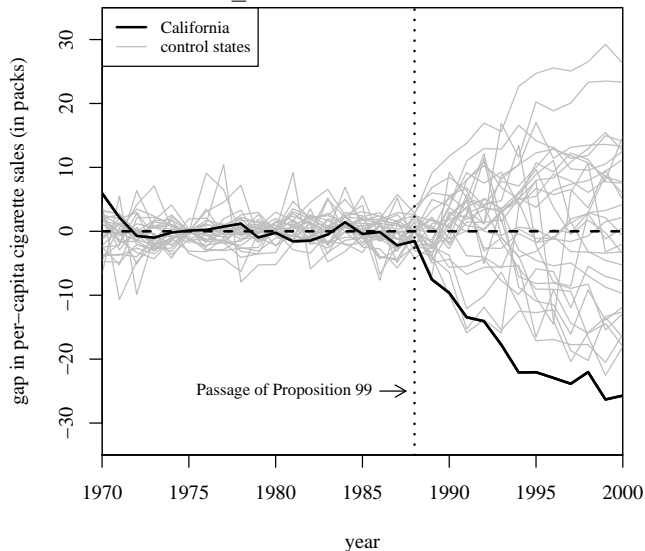 California
control states
30
20
10
0
−10
−20
−30
gap in per−capita cigarette sales (in packs)
Passage of Proposition 99
1970 1975 1980 1985 1990 1995 2000
year